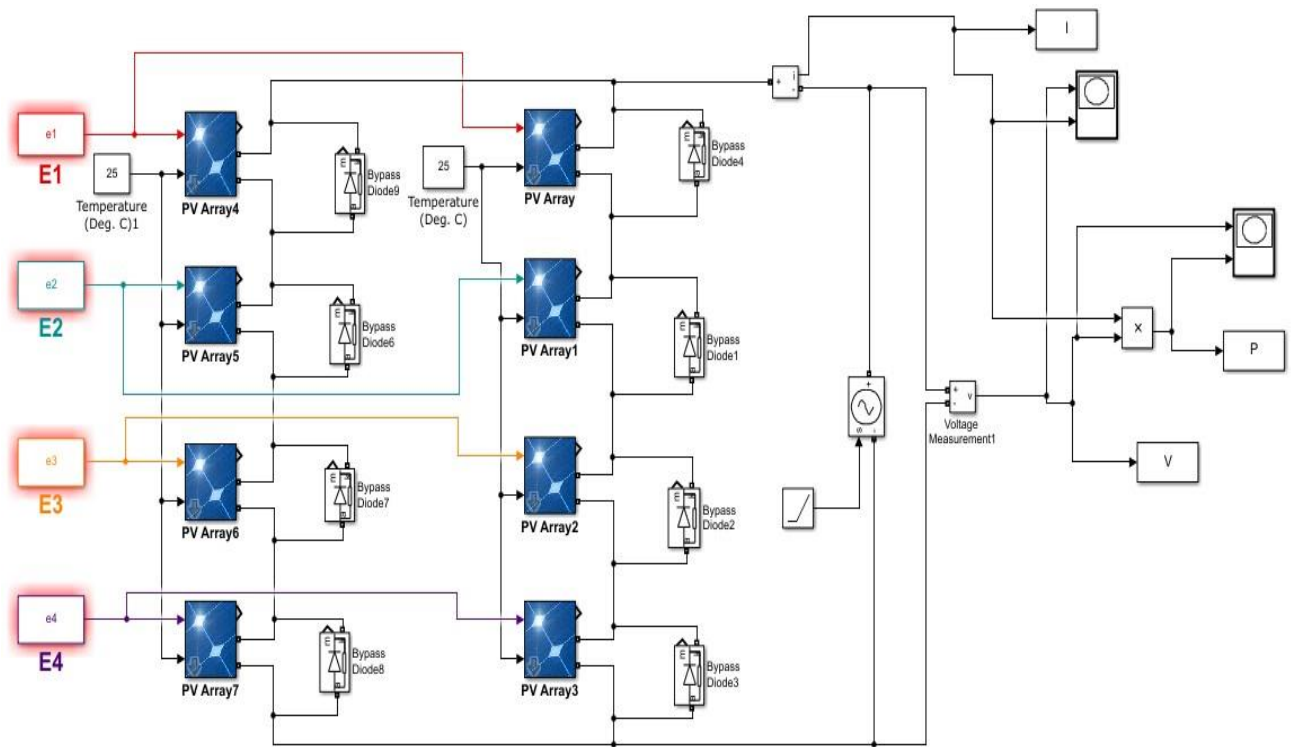 I
e1
E1
25
Temperature
(Deg. C)1
PV Array4
+
i
-
m
a
k
Bypass
Diode9
25
Temperature
(Deg. C)
PV Array
Bypass
Diode4
e2
E2
PV Array5
Bypass
Diode6
PV Array1
Bypass
Diode1
×
P
e3
E3
PV Array6
Bypass
Diode7
PV Array2
Bypass
Diode2
+
s
-
+
-
v
Voltage
Measurement1
V
e4
E4
PV Array7
Bypass
Diode8
PV Array3
Bypass
Diode3